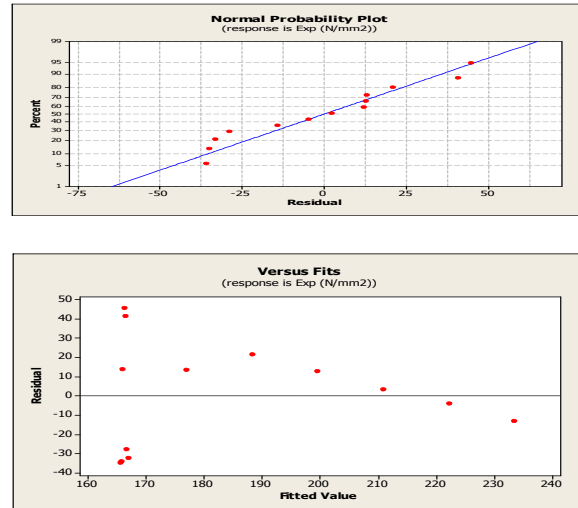 Normal Probability Plot
(response is Exp (N/mm2))
99
95
90
80
70
60
50
40
30
20
10
5
1
Percent
-75 -50 -25 0 25 50
Residual
Versus Fits
(response is Exp (N/mm2))
50
40
30
20
10
0
-10
-20
-30
-40
Residual
160 170 180 190 200 210 220 230 240
Fitted Value